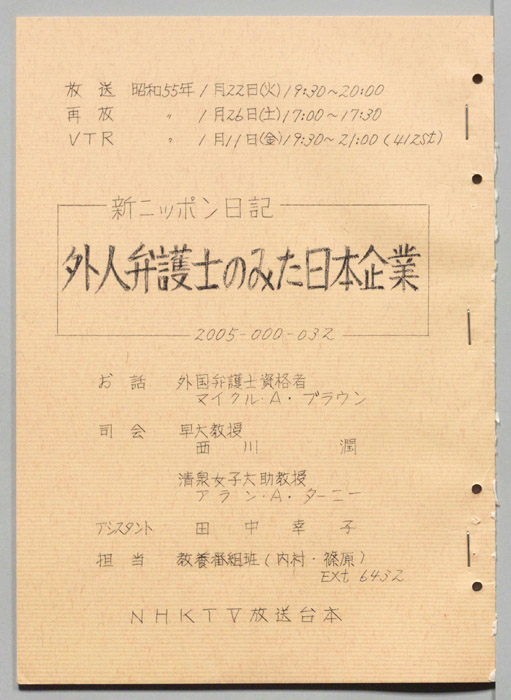 放送 昭和55年 1月22日(火)19:30〜20:00
再放 〃 1月26日(土)17:00〜17:30
VTR 〃 1月11日(金)19:30〜21:00(412st)
新ニッポン日記
外人弁護士のみた日本企業
2005-000-032
お話 外国弁護士資格者
マイクル・A・ブラウン
司会 早大教授
西川 潤
清泉女子大助教授
アラン・A・ターニー
アシスタント 田中幸子
担当 教養番組班(内村・篠原)
EXt 6432
NHKTV放送台本